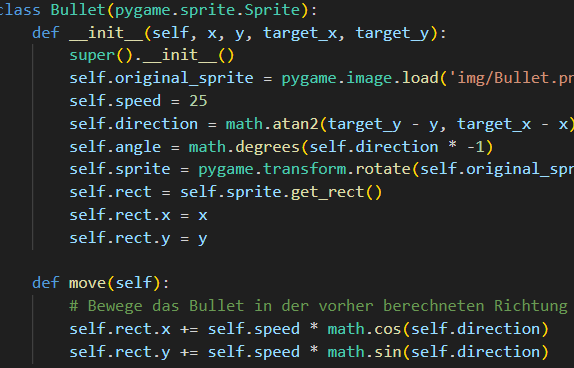 class Bullet(pygame.sprite.Sprite):
def __init__(self, x, y, target_x, target_y):
super().__init__()
self.original_sprite = pygame.image.load('img/Bullet.pn
self.speed = 25
self.direction = math.atan2(target_y - y, target_x - x)
self.angle = math.degrees(self.direction * -1)
self.sprite = pygame.transform.rotate(self.original_spr
self.rect = self.sprite.get_rect()
self.rect.x = x
self.rect.y = y
def move(self):
# Bewege das Bullet in der vorher berechneten Richtung
self.rect.x += self.speed * math.cos(self.direction)
self.rect.y += self.speed * math.sin(self.direction)